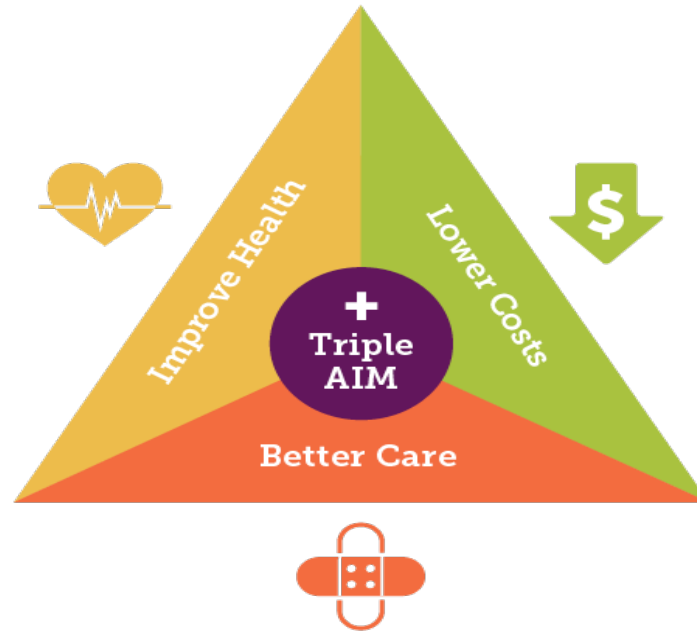 Improve Health
Lower Costs
+
Triple
AIM
Better Care
$